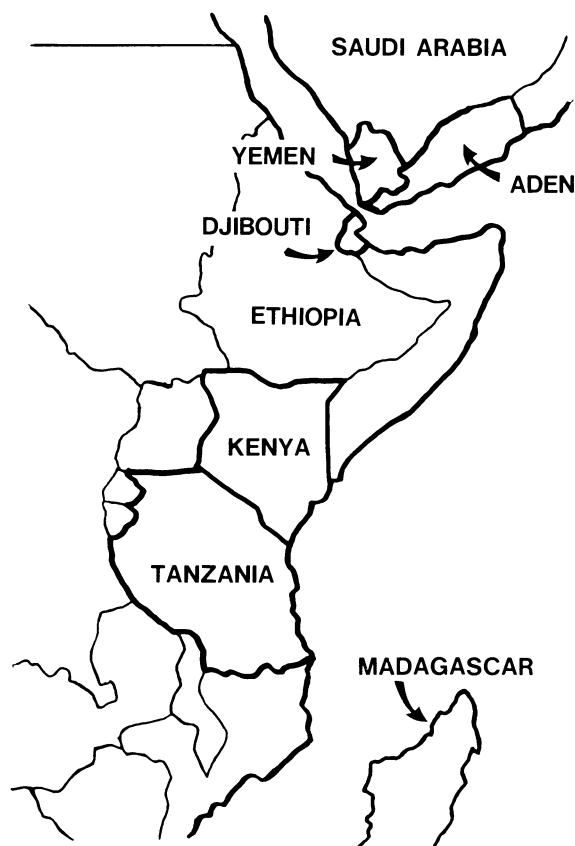 SAUDI ARABIA
YEMEN
ADEN
DJIBOUTI
ETHIOPIA
KENYA
TANZANIA
MADAGASCAR